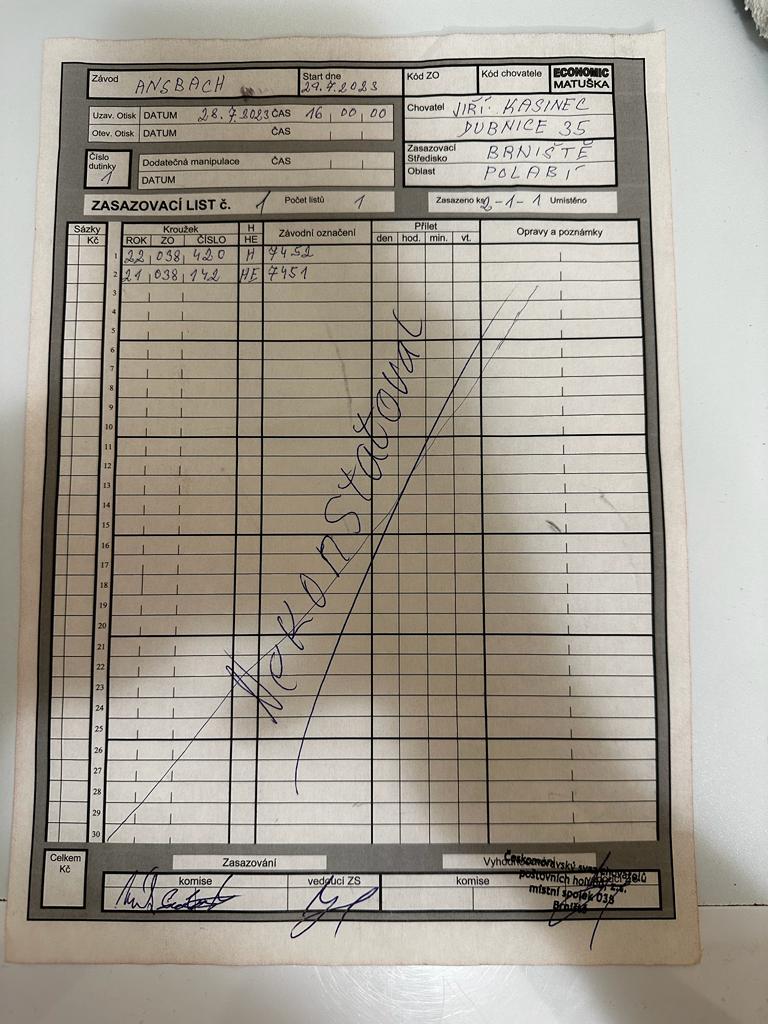 Závod ANSBACH Start dne 29.7.2023 Kód ZO Kód chovatele ECONOMIC MATUŠKA
Uzav. Otisk DATUM 28.7.2023 ČAS 16 00 00
Otev. Otisk DATUM ČAS
Chovatel JIŘÍ KASINEC
DUBNICE 35
Číslo dutinky 1
Dodatečná manipulace ČAS
DATUM
Zasazovací Středisko BRNIŠTĚ
Oblast POLABÍ
ZASAZOVACÍ LIST č. 1 Počet listů 1 Zasazeno ks 2-1-1 Umístěno
Sázky Kroužek H Závodní označení Přílet Opravy a poznámky
Kč ROK ZO ČÍSLO HE den hod. min. vt.
1 22 038 420 H 7452
2 21 038 142 HE 7451
3
4
5
6
7
8
9
10
11
12
13
14
15
16
17
18
19
20
21
22
23
24
25
26
27
28
29
30
Nekonstatoval
Celkem Kč
Zasazování
komise vedoucí ZS komise
Českomoravský
poštovních
místní spolek 038
Brniště